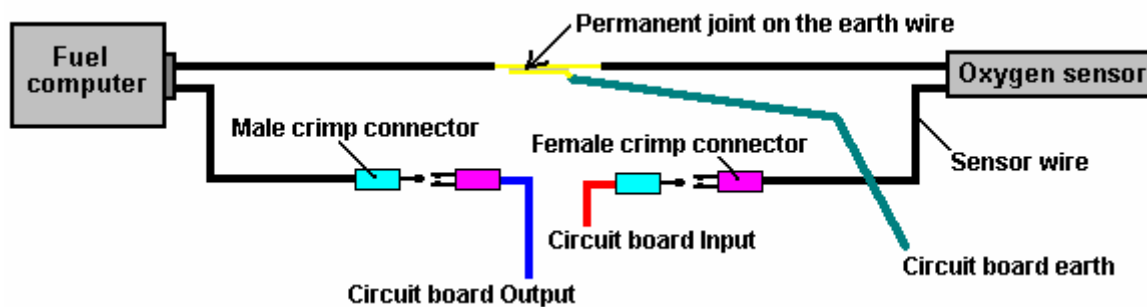 Permanent joint on the earth wire
Fuel
computer
Oxygen sensor
Male crimp connector
Female crimp connector
Sensor wire
Circuit board Input
Circuit board earth
Circuit board Output